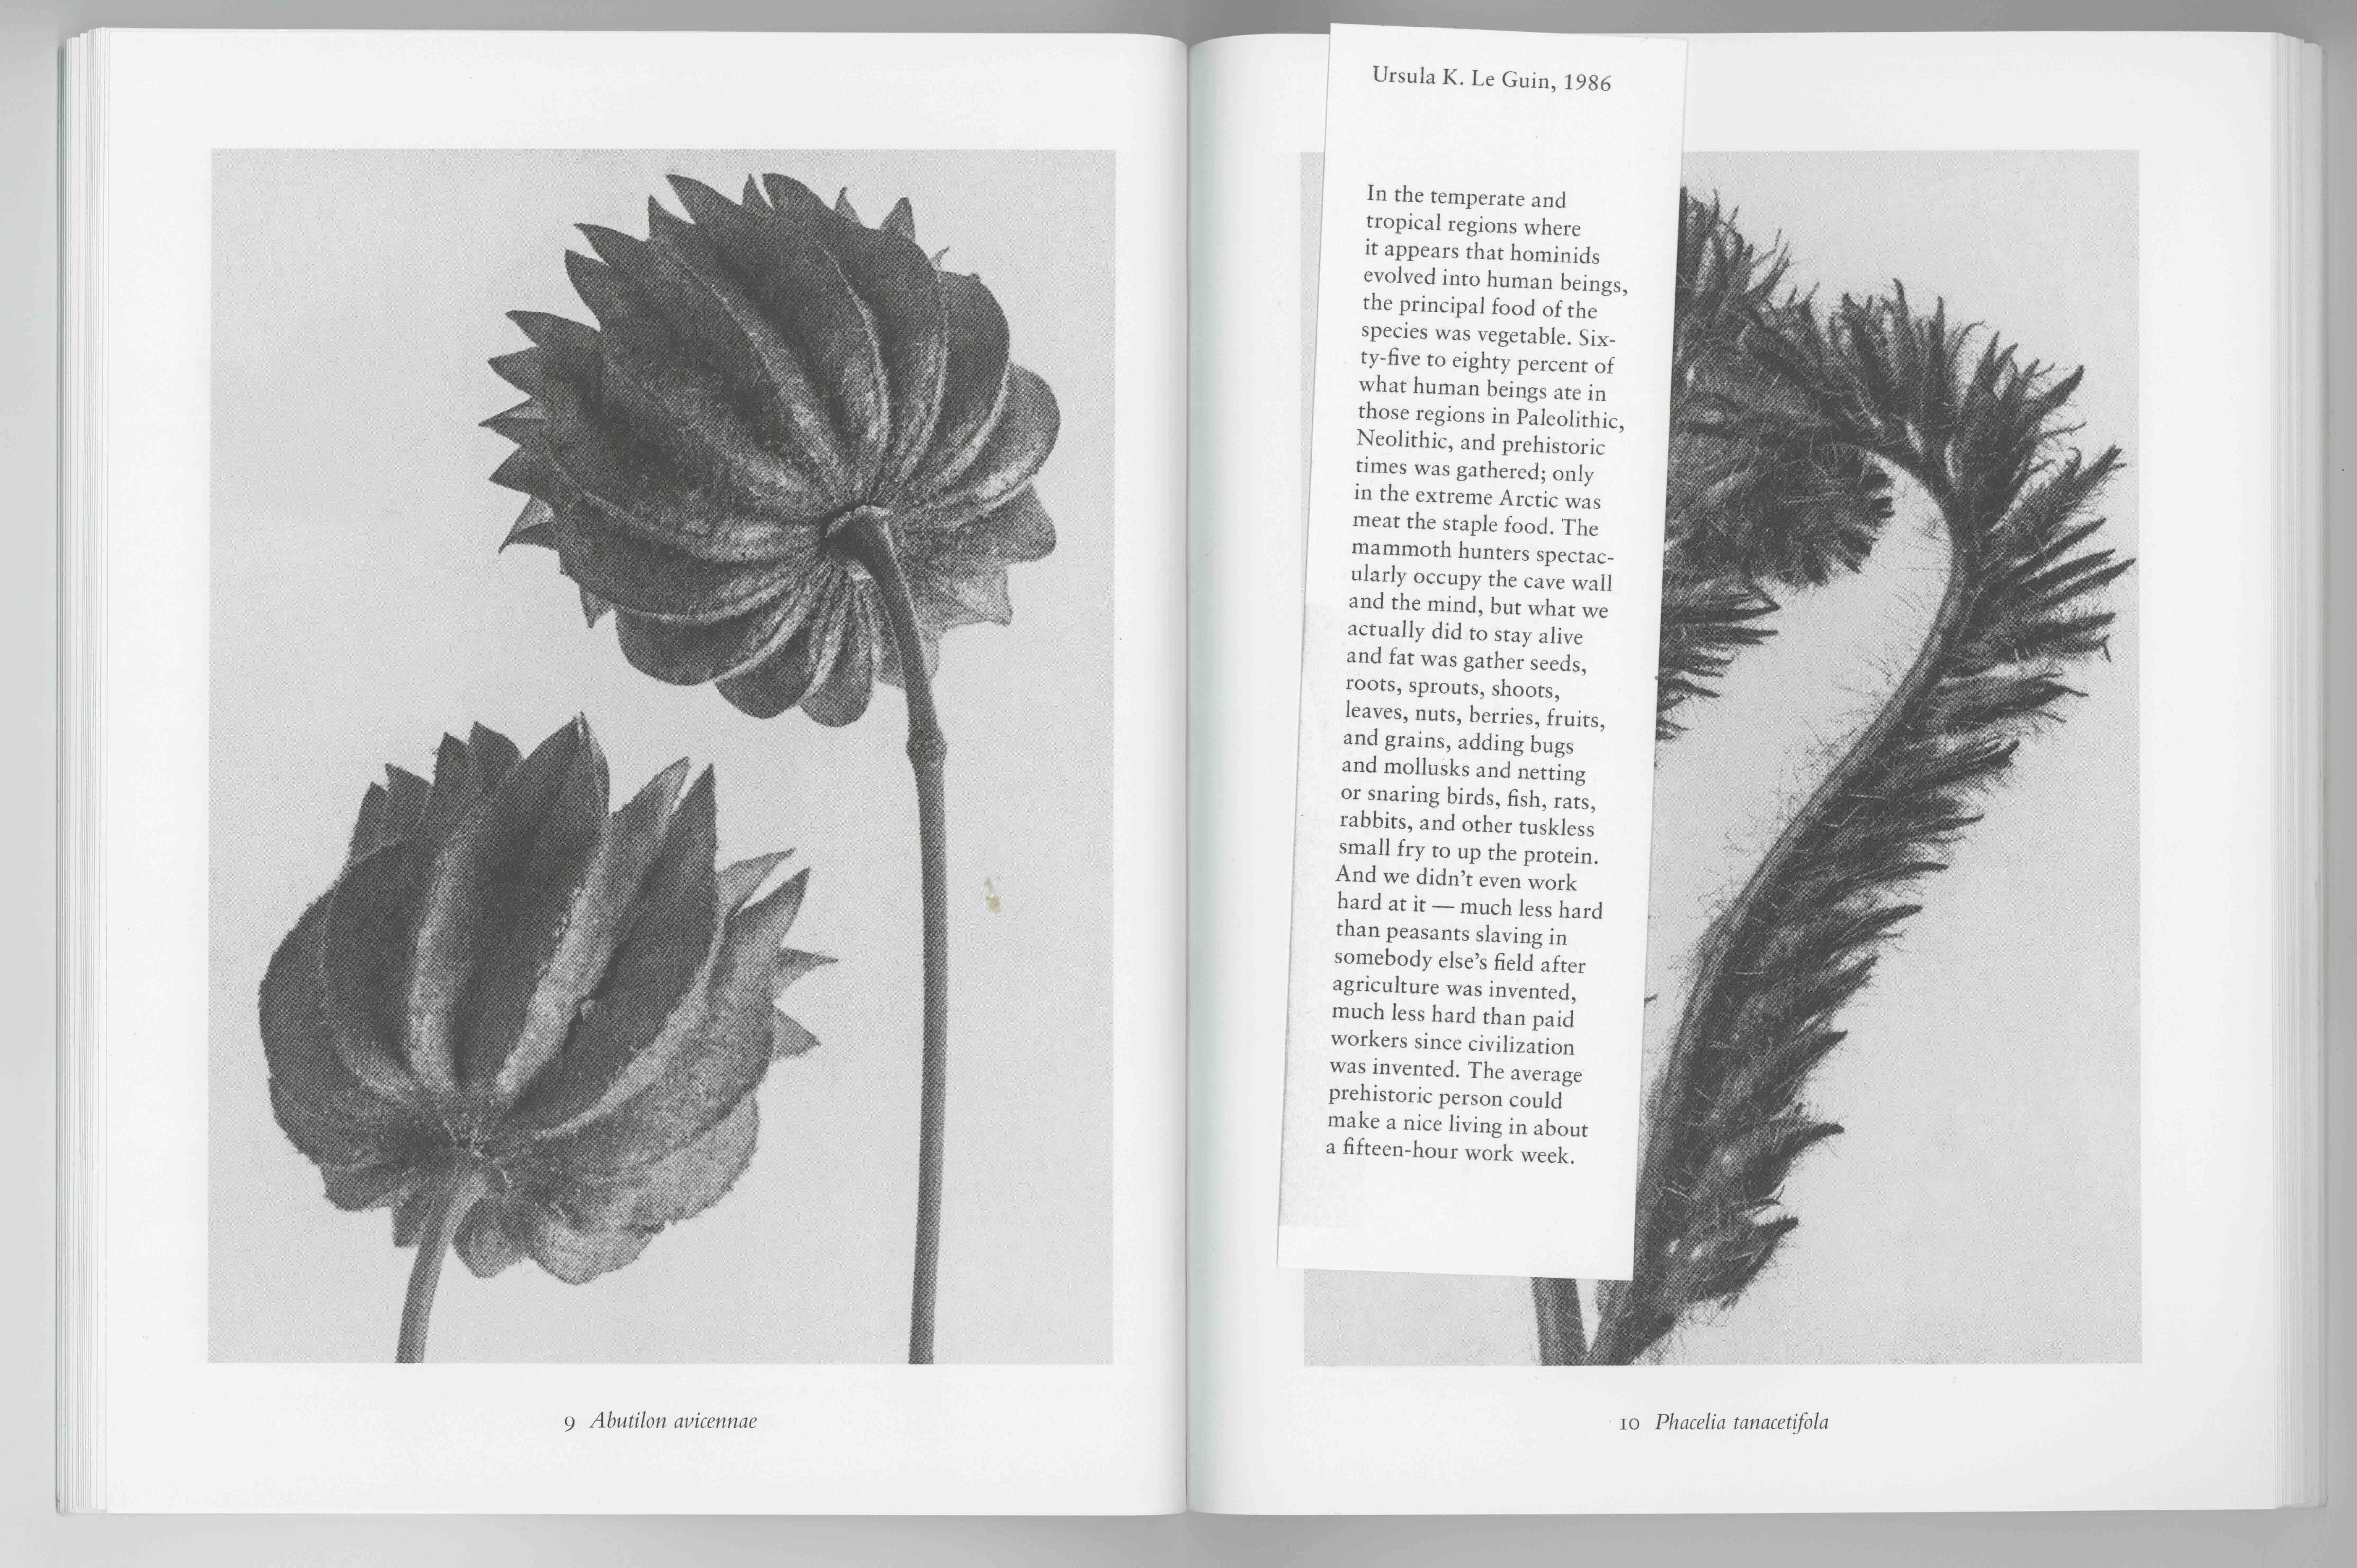 9 Abutilon avicennae
Ursula K. Le Guin, 1986
In the temperate and
tropical regions where
it appears that hominids
evolved into human beings,
the principal food of the
species was vegetable. Six-
ty-five to eighty percent of
what human beings ate in
those regions in Paleolithic,
Neolithic, and prehistoric
times was gathered; only
in the extreme Arctic was
meat the staple food. The
mammoth hunters spectac-
ularly occupy the cave wall
and the mind, but what we
actually did to stay alive
and fat was gather seeds,
roots, sprouts, shoots,
leaves, nuts, berries, fruits,
and grains, adding bugs
and mollusks and netting
or snaring birds, fish, rats,
rabbits, and other tuskless
small fry to up the protein.
And we didn’t even work
hard at it — much less hard
than peasants slaving in
somebody else’s field after
agriculture was invented,
much less hard than paid
workers since civilization
was invented. The average
prehistoric person could
make a nice living in about
a fifteen-hour work week.
10 Phacelia tanacetifola